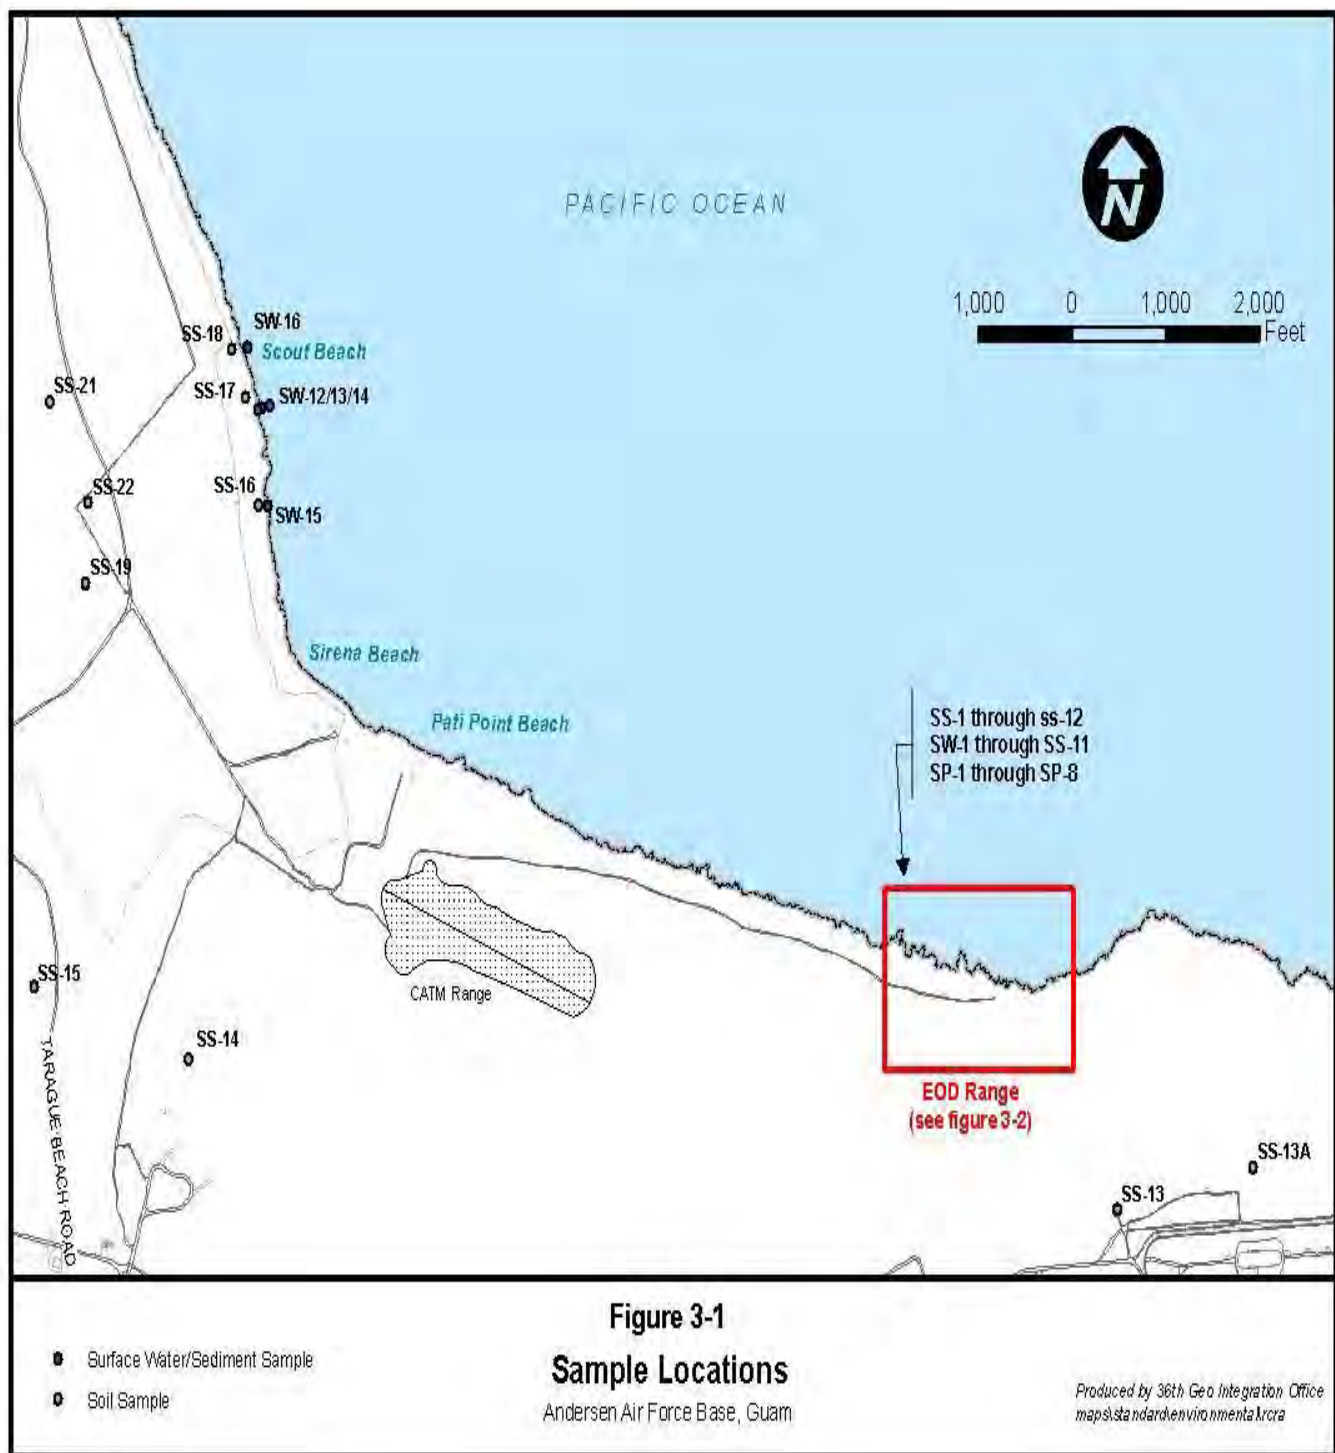 PACIFIC OCEAN
N
1,000 0 1,000 2,000
Feet
SW-16
SS-18
Scout Beach
SS-21
SS-17
SW-12/13/14
SS-22
SS-16
SW-15
SS-19
Sirena Beach
Pati Point Beach
SS-1 through ss-12
SW-1 through SS-11
SP-1 through SP-8
SS-15
CATM Range
SS-14
TARAGUE BEACH ROAD
EOD Range
(see figure 3-2)
SS-13A
SS-13
Figure 3-1
Sample Locations
Andersen Air Force Base, Guam
Surface Water/Sediment Sample
Soil Sample
Produced by 36th Geo Integration Office
maps\standard\environmental\rcra